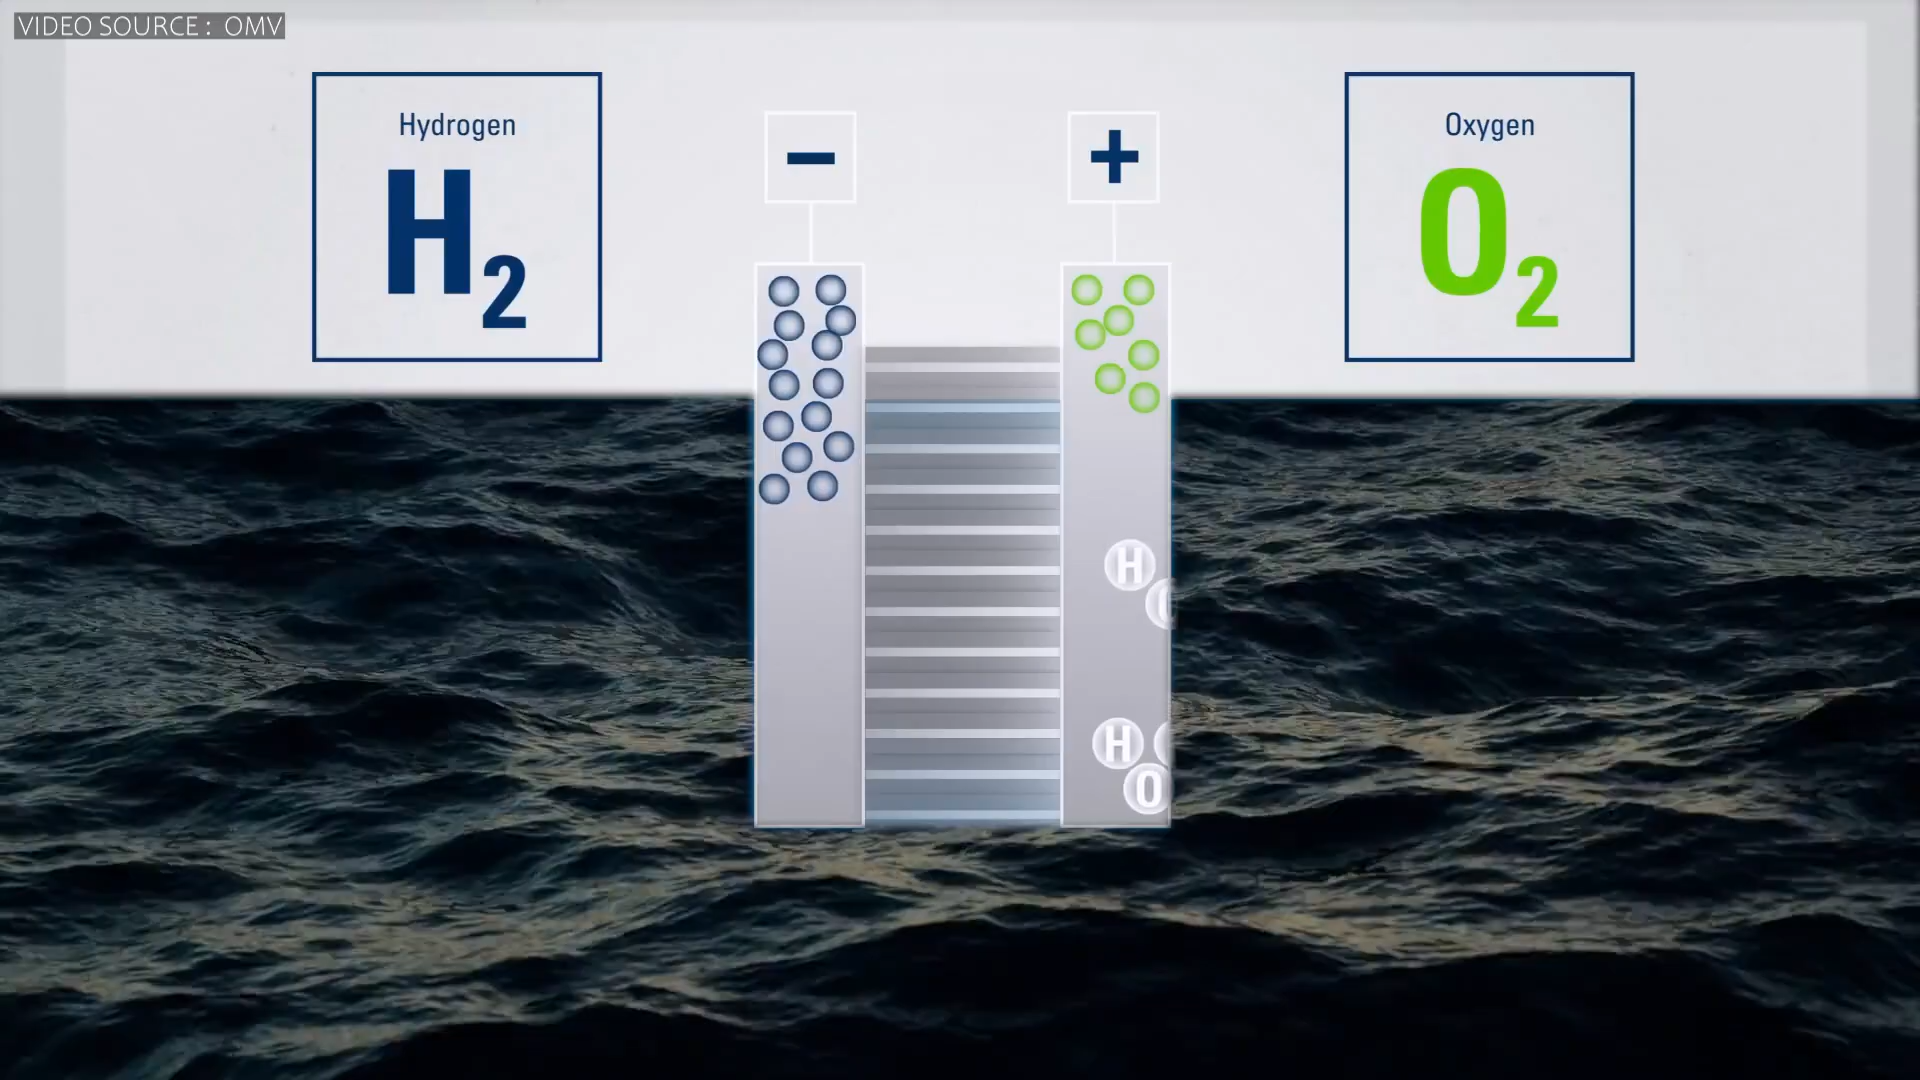 VIDEO SOURCE : OMV
Hydrogen
H2
−
+
Oxygen
O2
H
H
O